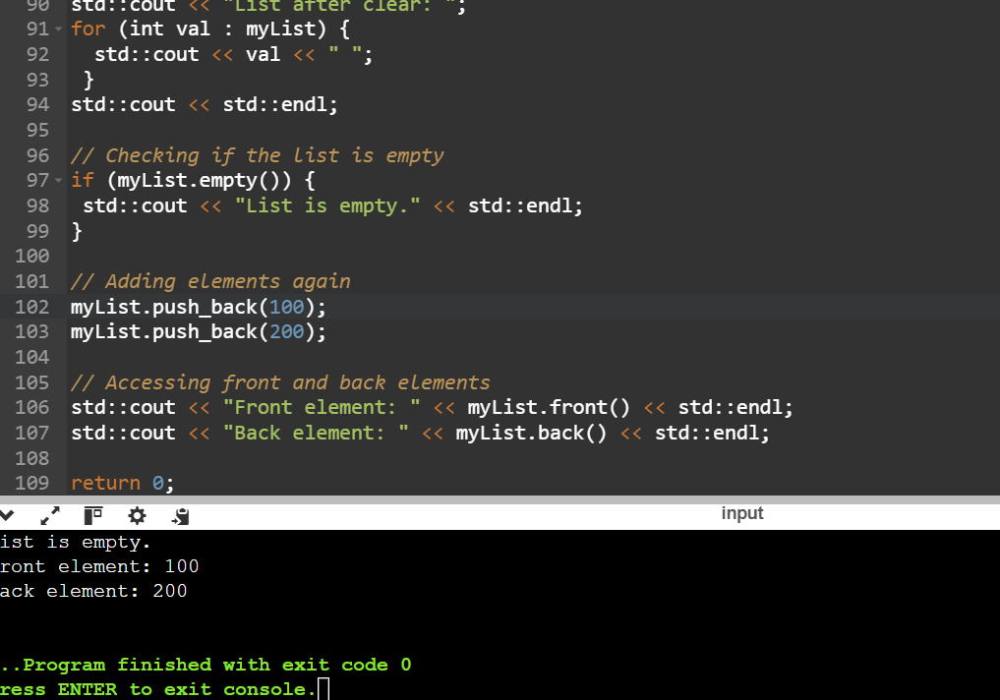 90 std::cout << "List after clear: ";
91 for (int val : myList) {
92   std::cout << val << " ";
93  }
94 std::cout << std::endl;
95
96 // Checking if the list is empty
97 if (myList.empty()) {
98  std::cout << "List is empty." << std::endl;
99 }
100
101 // Adding elements again
102 myList.push_back(100);
103 myList.push_back(200);
104
105 // Accessing front and back elements
106 std::cout << "Front element: " << myList.front() << std::endl;
107 std::cout << "Back element: " << myList.back() << std::endl;
108
109 return 0;
input
ist is empty.
ront element: 100
ack element: 200
..Program finished with exit code 0
ress ENTER to exit console.